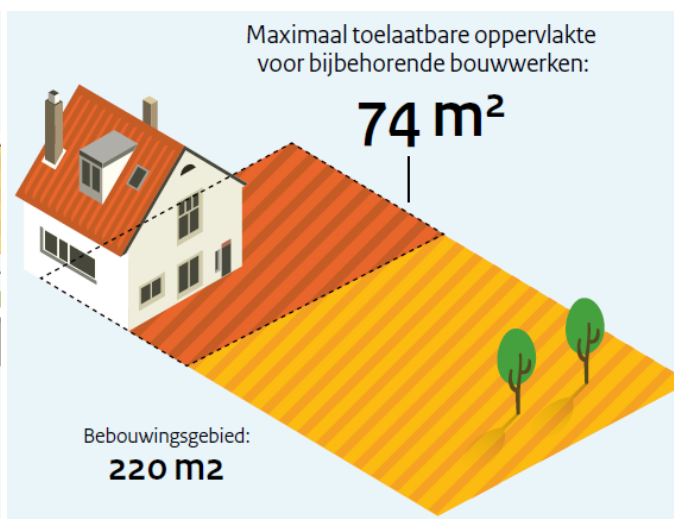 Maximaal toelaatbare oppervlakte
voor bijbehorende bouwwerken:
74 m²
Bebouwingsgebied:
220 m2